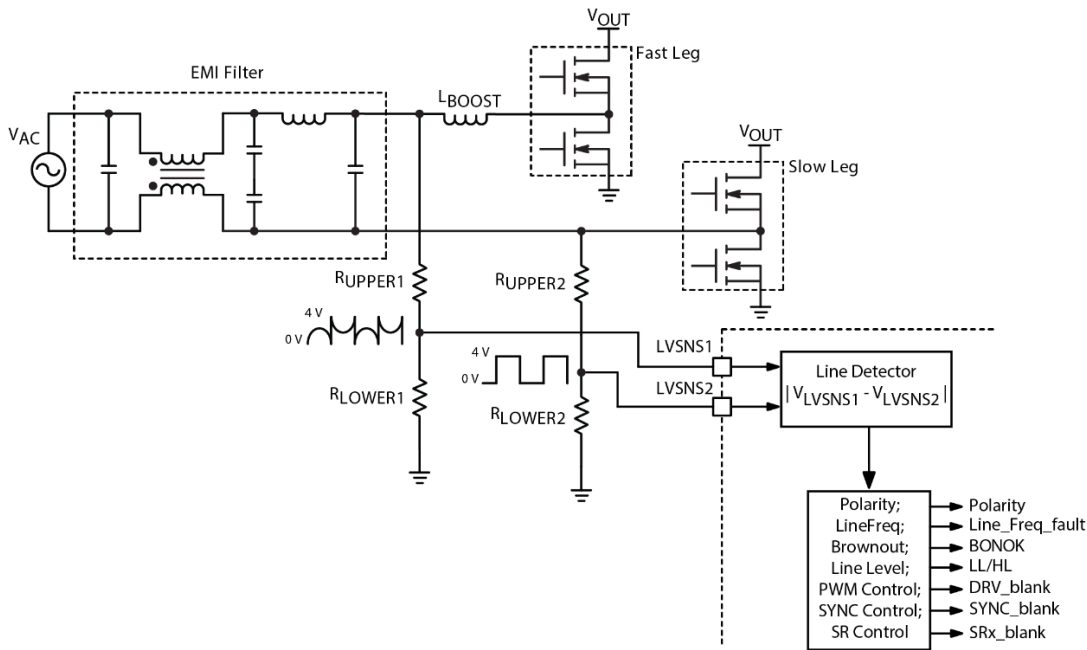 VOUT
Fast Leg
EMI Filter
LBOOST
VAC
VOUT
Slow Leg
RUPPER1
RUPPER2
4 V
0 V
LVSNS1
4 V
0 V
LVSNS2
Line Detector
| VLVSNS1 - VLVSNS2 |
RLOWER1
RLOWER2
Polarity;
Polarity
LineFreq;
Line_Freq_fault
Brownout;
BONOK
Line Level;
LL/HL
PWM Control;
DRV_blank
SYNC Control;
SYNC_blank
SR Control
SRx_blank